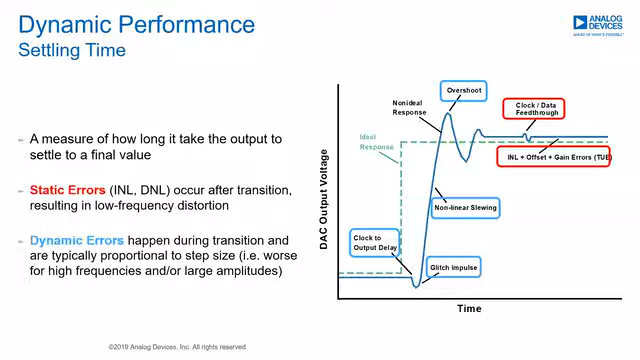 Dynamic Performance
Settling Time
ANALOG
DEVICES
AHEAD OF WHAT'S POSSIBLE™
A measure of how long it take the output to
settle to a final value
Static Errors (INL, DNL) occur after transition,
resulting in low-frequency distortion
Dynamic Errors happen during transition and
are typically proportional to step size (i.e. worse
for high frequencies and/or large amplitudes)
DAC Output Voltage
Overshoot
Nonideal
Response
Clock / Data
Feedthrough
Ideal
Response
INL + Offset + Gain Errors (TUE)
Non-linear Slewing
Clock to
Output Delay
Glitch Impulse
Time
©2019 Analog Devices, Inc. All rights reserved.